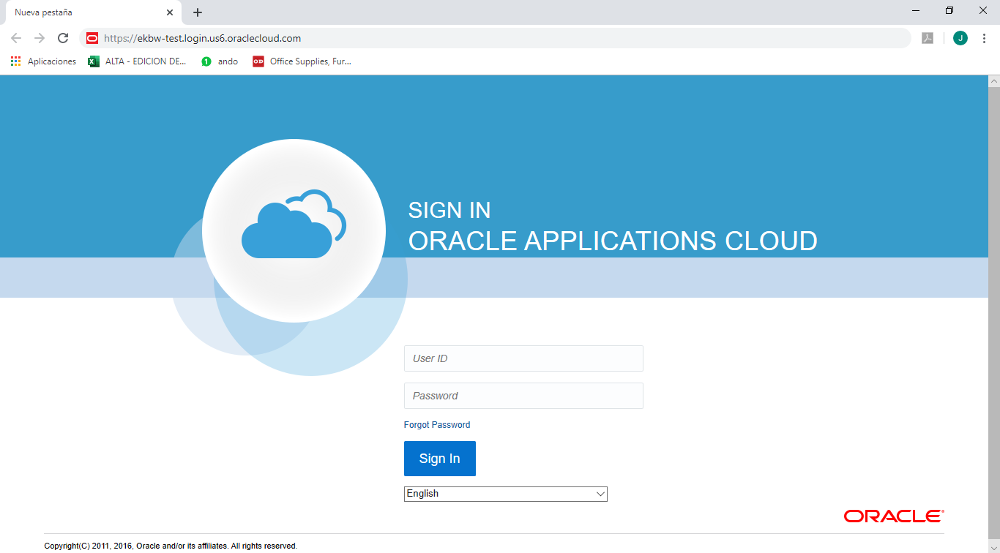 Nueva pestaña
https://ekbw-test.login.us6.oraclecloud.com
J
Aplicaciones
ALTA - EDICION DE...
1
ando
OD
Office Supplies, Fur...
SIGN IN
ORACLE APPLICATIONS CLOUD
User ID
Password
Forgot Password
Sign In
English
ORACLE®
Copyright(C) 2011, 2016, Oracle and/or its affiliates. All rights reserved.